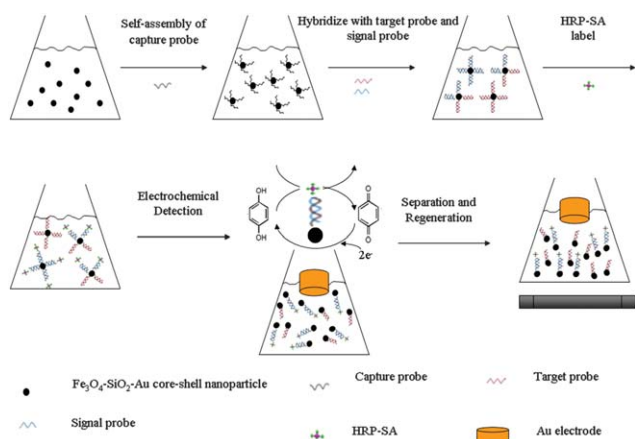 Self-assembly of
capture probe
Hybridize with target probe and
signal probe
HRP-SA
label
Electrochemical
Detection
OH
OH
O
O
2e-
Separation and
Regeneration
Fe₃O₄-SiO₂-Au core-shell nanoparticle
Capture probe
Target probe
Signal probe
HRP-SA
Au electrode